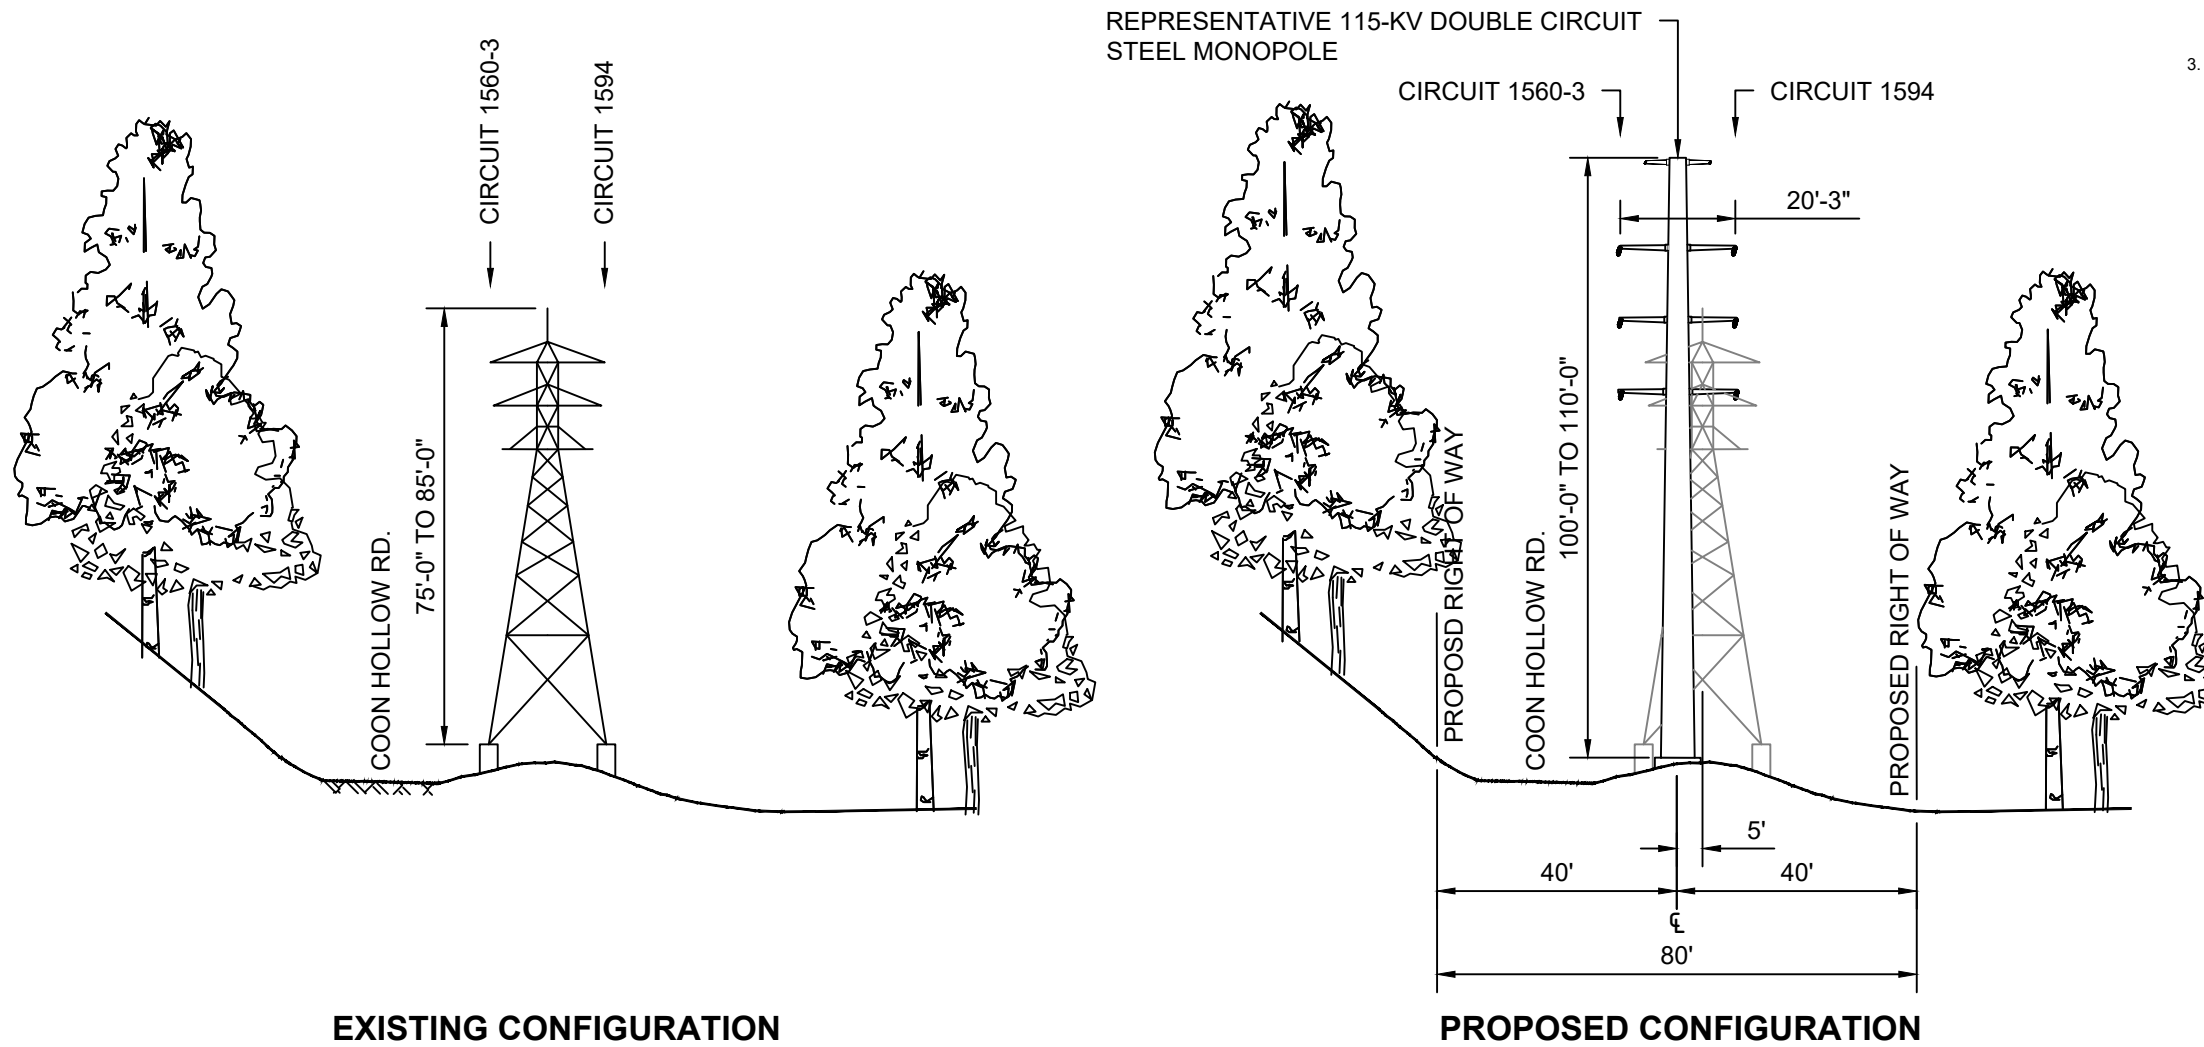 REPRESENTATIVE 115-KV DOUBLE CIRCUIT
STEEL MONOPOLE
3.
CIRCUIT 1560-3
CIRCUIT 1594
CIRCUIT 1560-3
CIRCUIT 1594
20'-3"
COON HOLLOW RD.
75'-0" TO 85'-0"
PROPOSD RIGHT OF WAY
COON HOLLOW RD.
100'-0" TO 110'-0"
PROPOSED RIGHT OF WAY
5'
40'
40'
℄
80'
EXISTING CONFIGURATION
PROPOSED CONFIGURATION